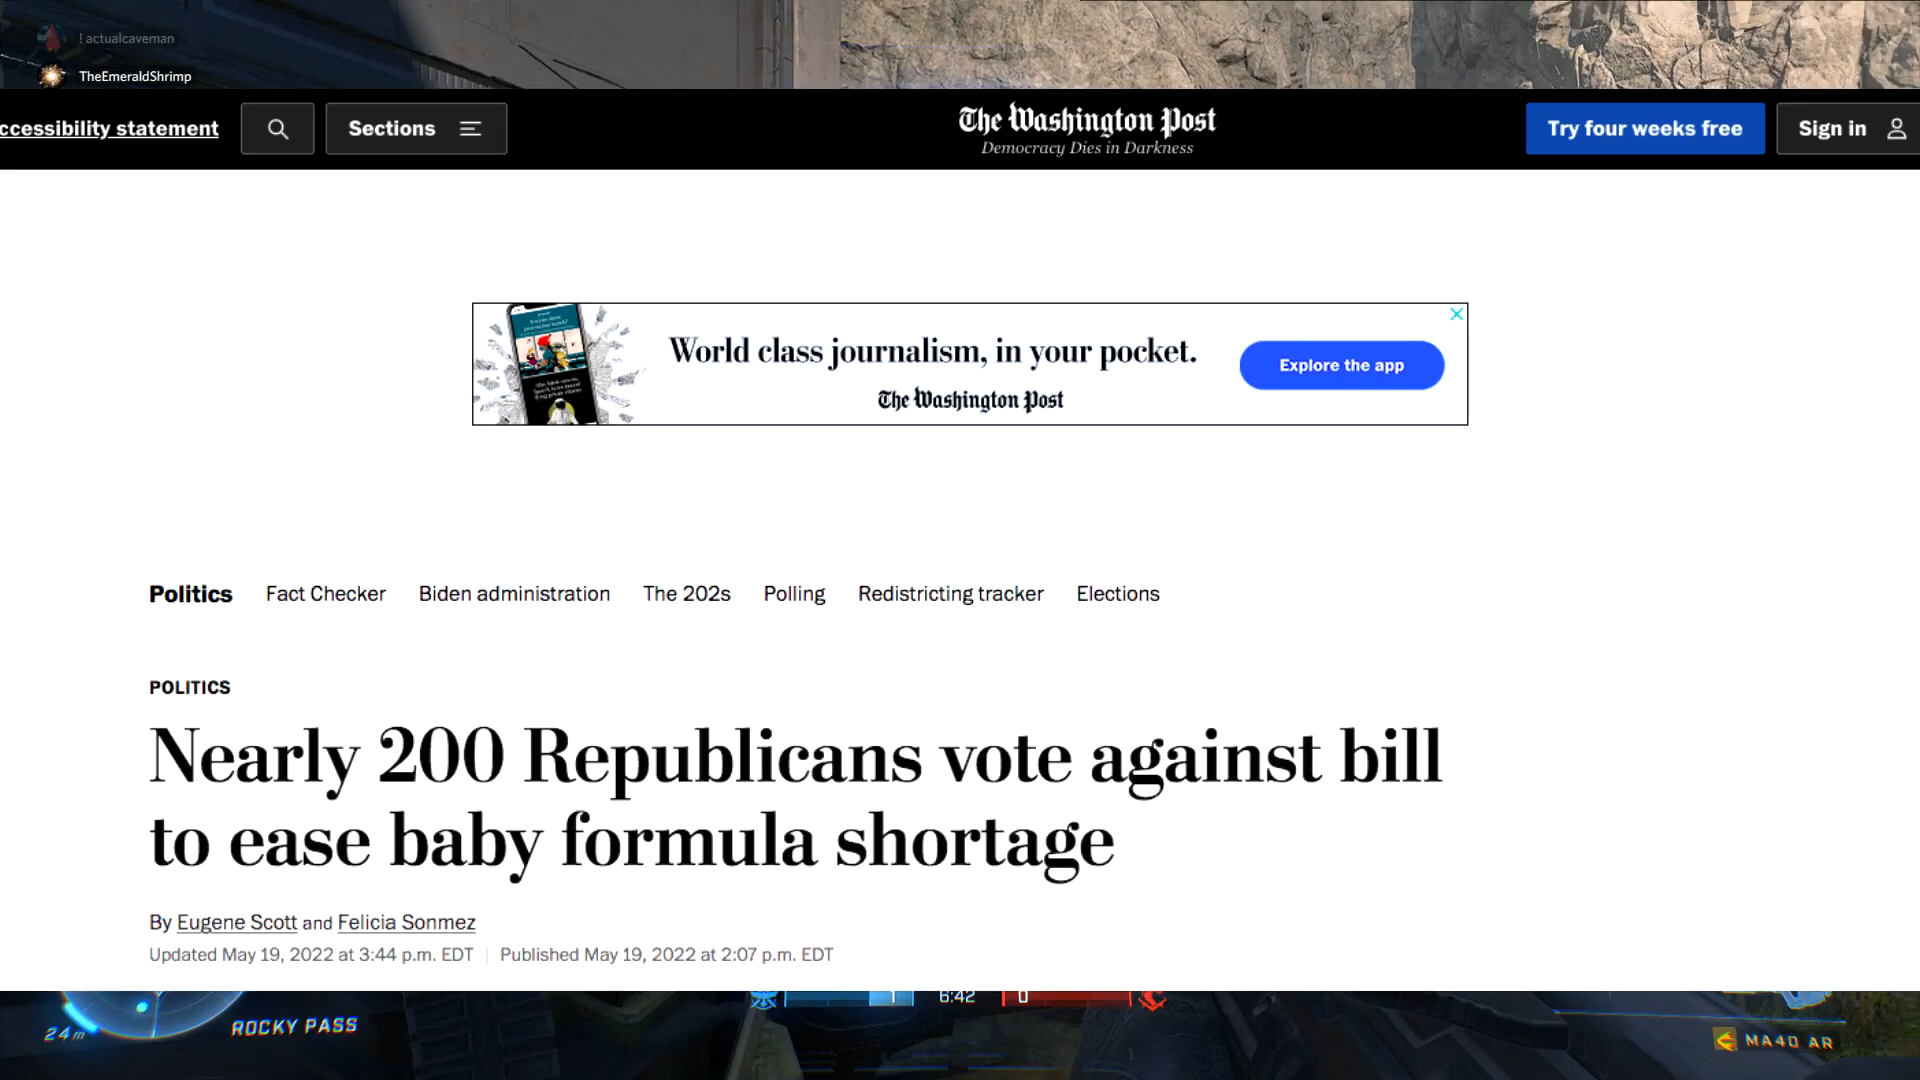 ! actualcaveman
TheEmeraldShrimp
ccessibility statement
Sections
The Washington Post
Democracy Dies in Darkness
Try four weeks free
Sign in
World class journalism, in your pocket.
The Washington Post
Explore the app
Politics Fact Checker Biden administration The 202s Polling Redistricting tracker Elections
POLITICS
Nearly 200 Republicans vote against bill
to ease baby formula shortage
By Eugene Scott and Felicia Sonmez
Updated May 19, 2022 at 3:44 p.m. EDT | Published May 19, 2022 at 2:07 p.m. EDT
1 6:42 0
24m ROCKY PASS
MA40 AR